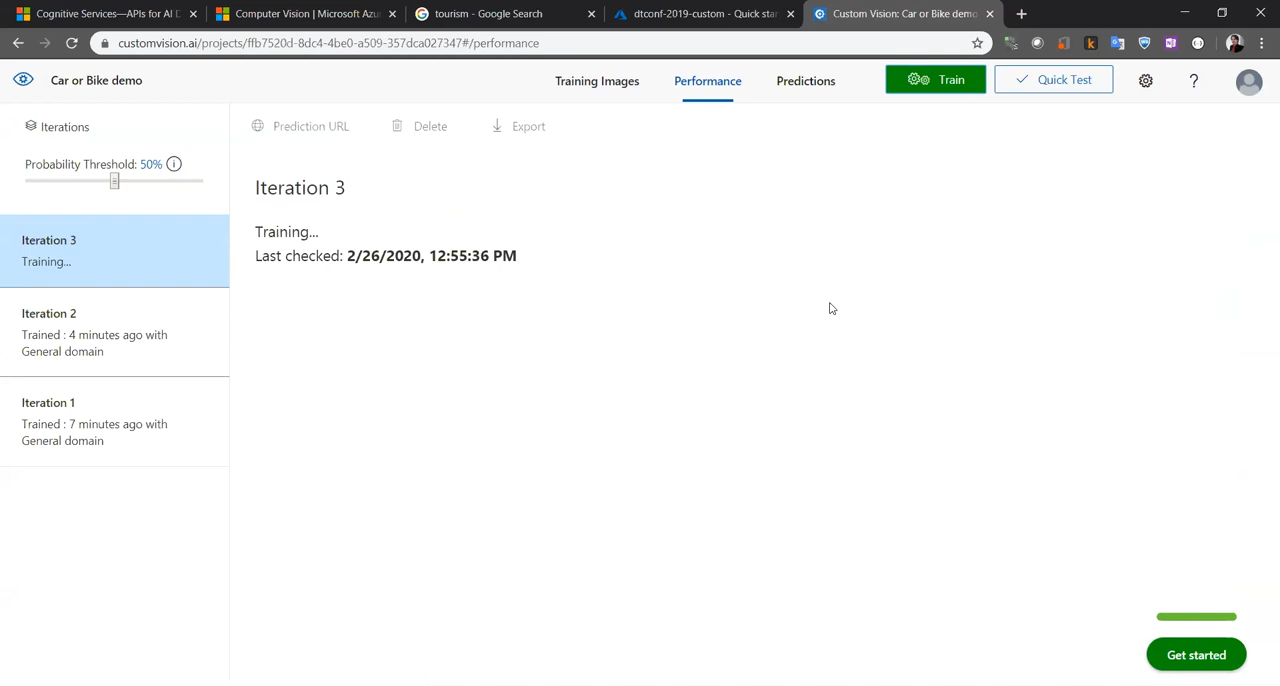 Cognitive Services—APIs for AI D
Computer Vision | Microsoft Azu
tourism - Google Search
dtconf-2019-custom - Quick star
Custom Vision: Car or Bike demo
customvision.ai/projects/ffb7520d-8dc4-4be0-a509-357dca027347#/performance
Car or Bike demo
Training Images
Performance
Predictions
Train
Quick Test
?
Iterations
Probability Threshold: 50%
Prediction URL
Delete
Export
Iteration 3
Training...
Iteration 2
Trained : 4 minutes ago with
General domain
Iteration 1
Trained : 7 minutes ago with
General domain
Iteration 3
Training...
Last checked: 2/26/2020, 12:55:36 PM
Get started